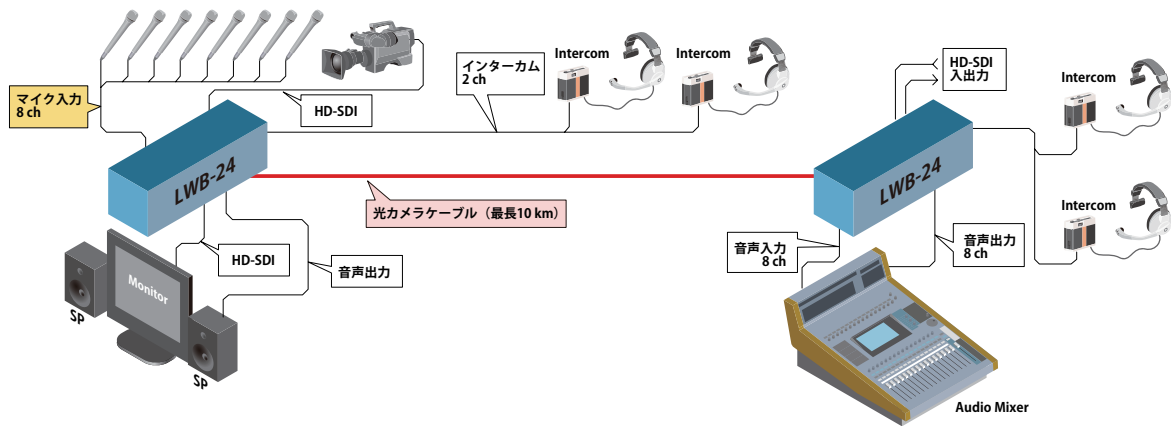 マイク入力
8 ch
HD-SDI
インターカム
2 ch
Intercom
Intercom
HD-SDI
入出力
Intercom
LWB-24
LWB-24
光カメラケーブル（最長10 km）
Intercom
HD-SDI
音声出力
音声入力
8 ch
音声出力
8 ch
Monitor
SP
SP
Audio Mixer